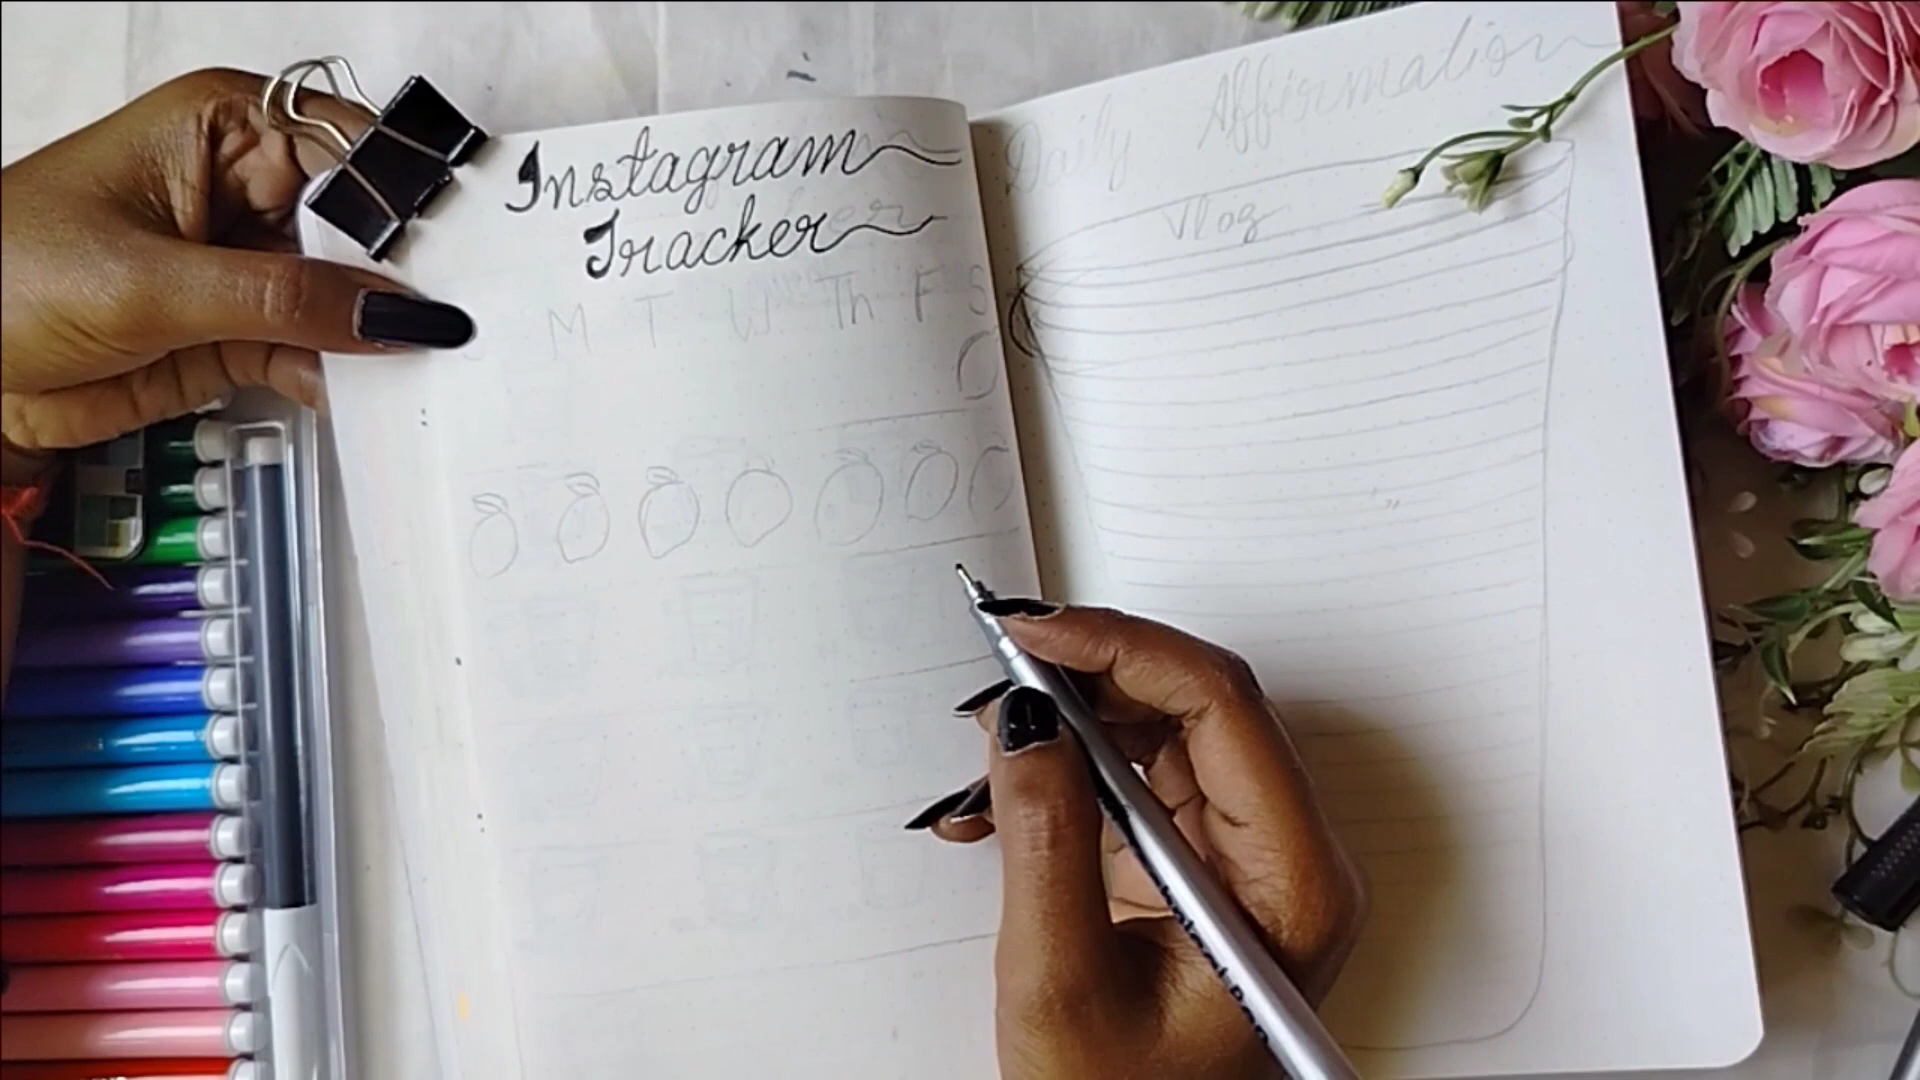 Instagram
Tracker
M T W Th F S
Daily Affirmation
Vlog